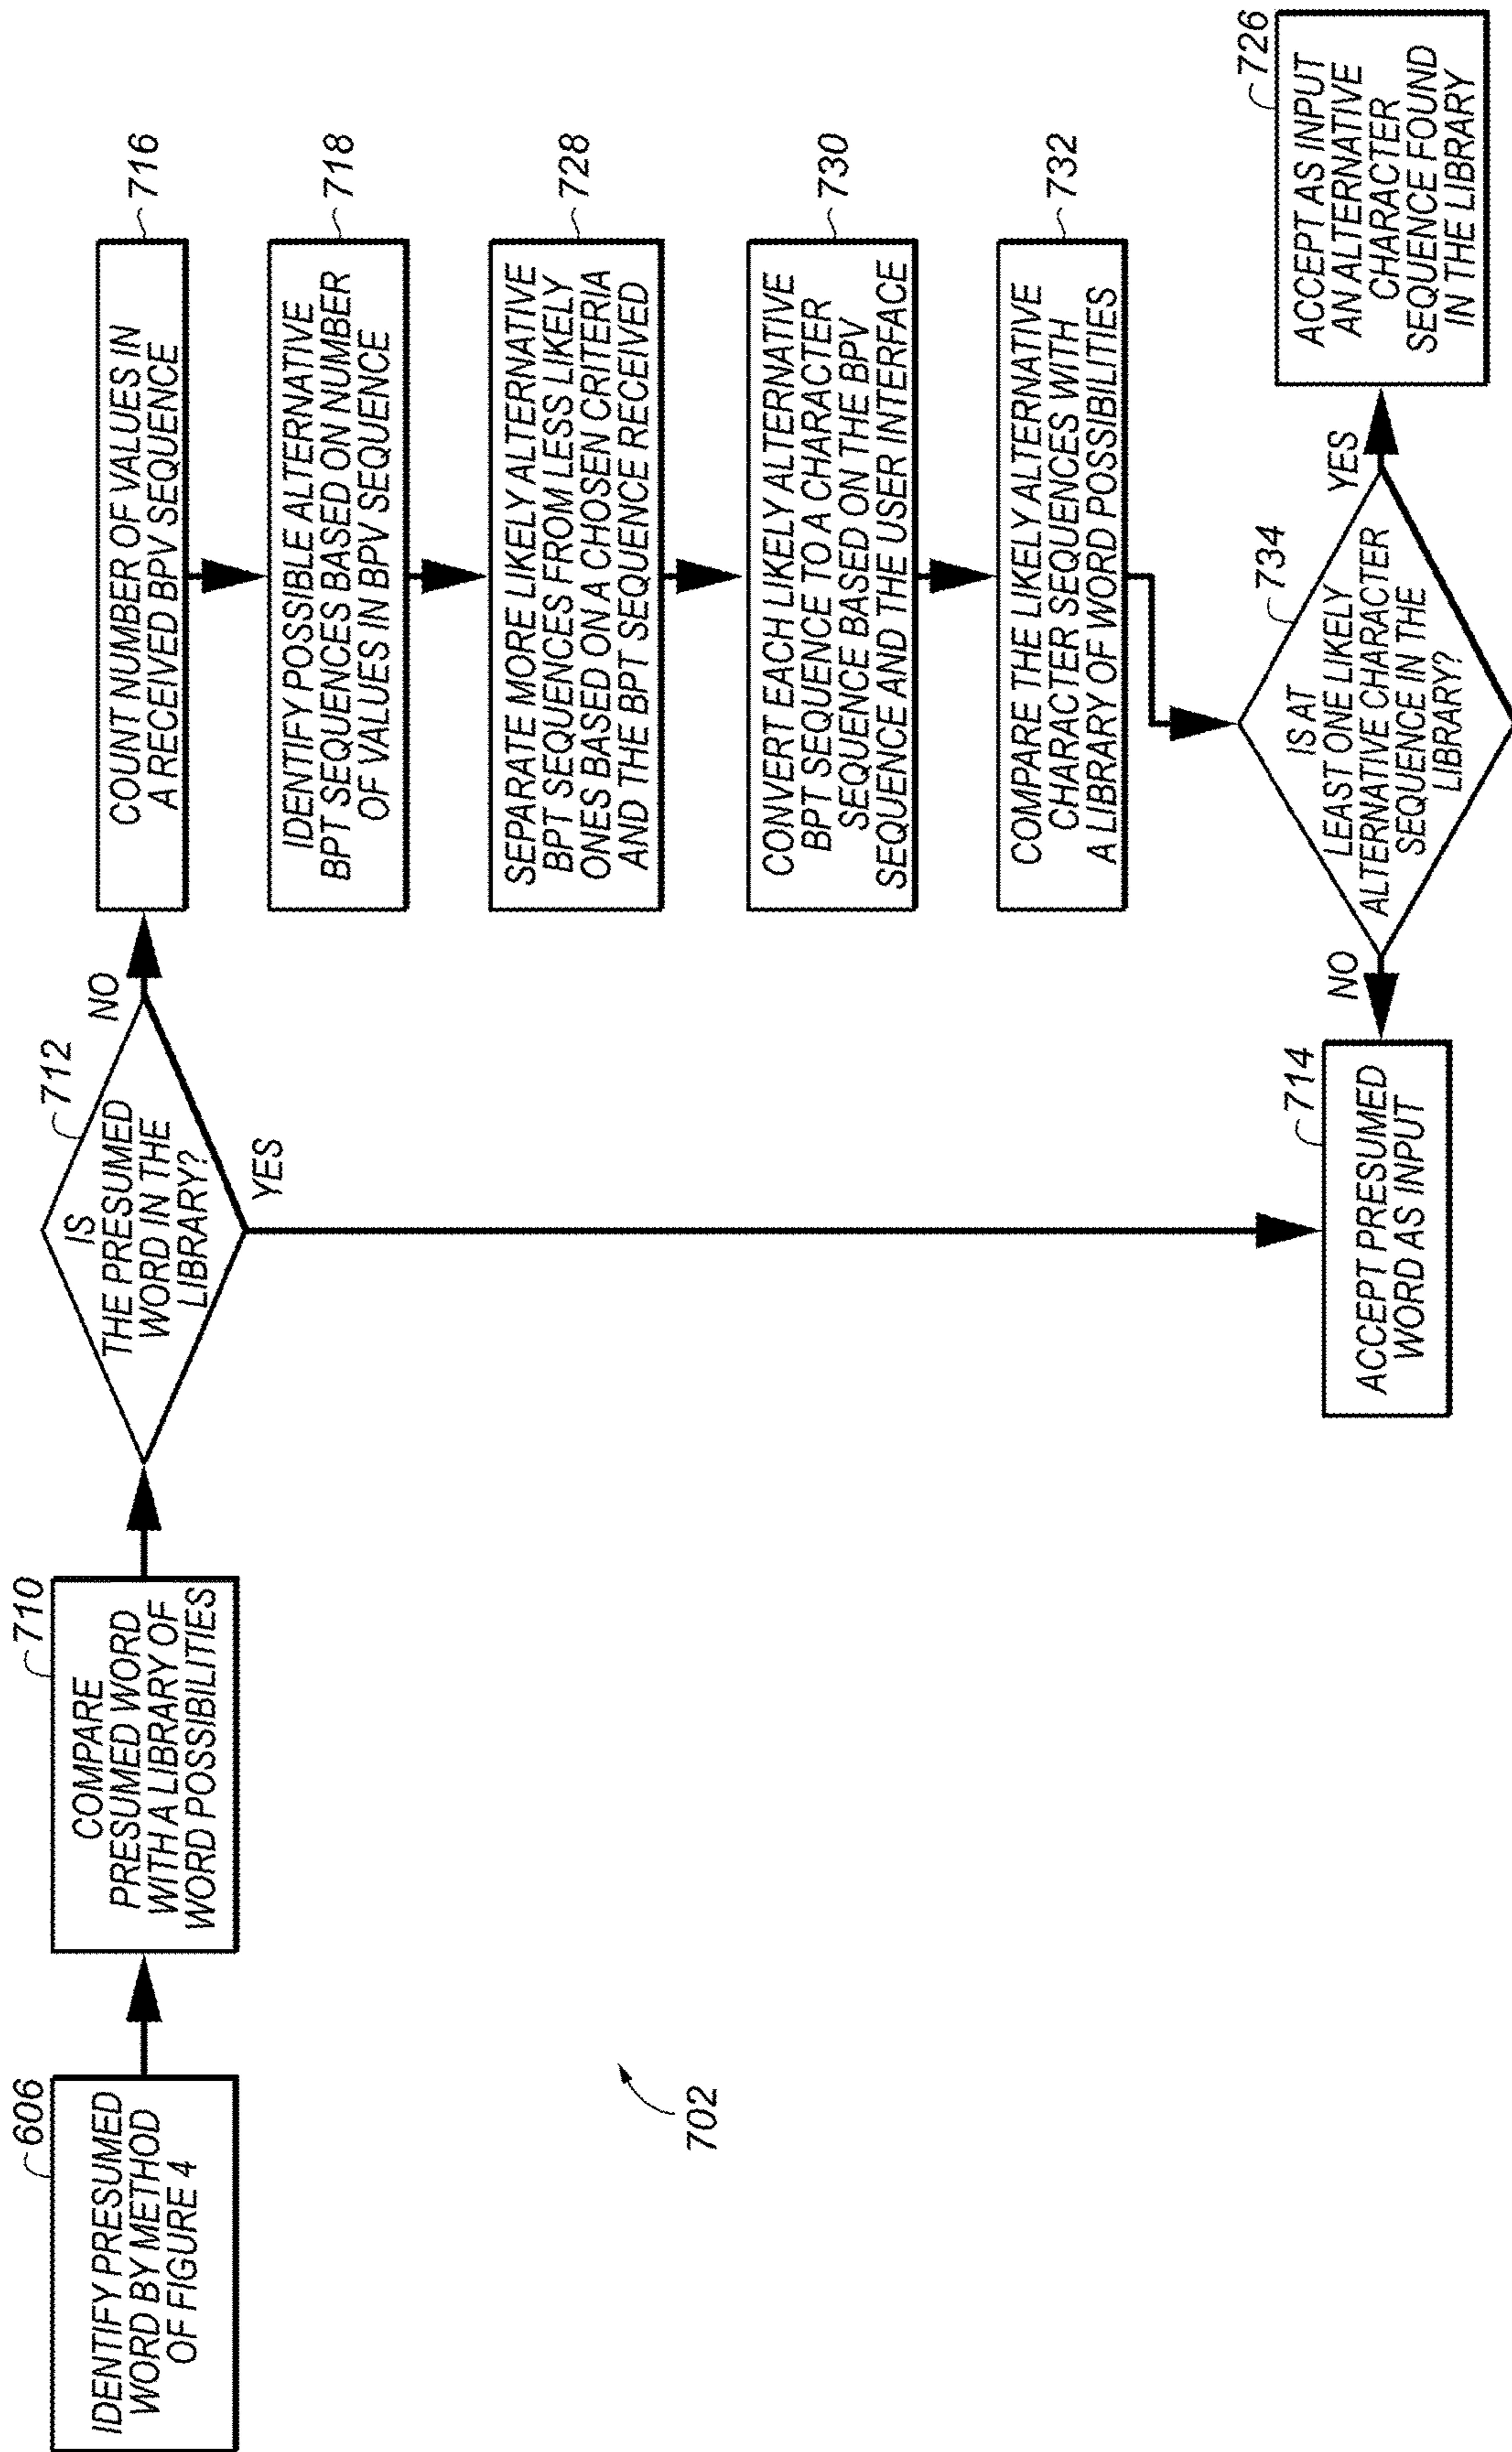 606
IDENTIFY PRESUMED
WORD BY METHOD
OF FIGURE 4
710
COMPARE
PRESUMED WORD
WITH A LIBRARY OF
WORD POSSIBILITIES
712
IS
THE PRESUMED
WORD IN THE
LIBRARY?
NO
YES
716
COUNT NUMBER OF VALUES IN
A RECEIVED BPV SEQUENCE
718
IDENTIFY POSSIBLE ALTERNATIVE
BPT SEQUENCES BASED ON NUMBER
OF VALUES IN BPV SEQUENCE
728
SEPARATE MORE LIKELY ALTERNATIVE
BPT SEQUENCES FROM LESS LIKELY
ONES BASED ON A CHOSEN CRITERIA
AND THE BPT SEQUENCE RECEIVED
730
CONVERT EACH LIKELY ALTERNATIVE
BPT SEQUENCE TO A CHARACTER
SEQUENCE BASED ON THE BPV
SEQUENCE AND THE USER INTERFACE
732
COMPARE THE LIKELY ALTERNATIVE
CHARACTER SEQUENCES WITH
A LIBRARY OF WORD POSSIBILITIES
702
714
ACCEPT PRESUMED
WORD AS INPUT
NO
734
IS AT
LEAST ONE LIKELY
ALTERNATIVE CHARACTER
SEQUENCE IN THE
LIBRARY?
YES
726
ACCEPT AS INPUT
AN ALTERNATIVE
CHARACTER
SEQUENCE FOUND
IN THE LIBRARY